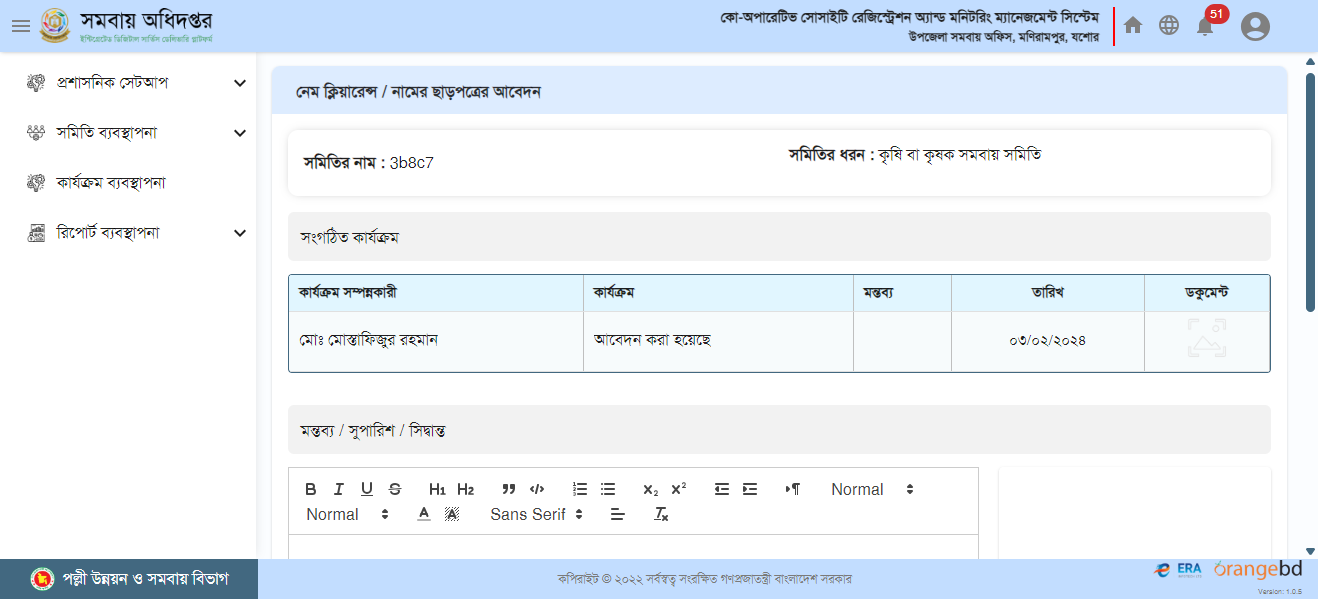 সমবায় অধিদপ্তর
ইন্টিগ্রেটেড ডিজিটাল সার্ভিস ডেলিভারি প্লাটফর্ম
কো-অপারেটিভ সোসাইটি রেজিস্ট্রেশন অ্যান্ড মনিটরিং ম্যানেজমেন্ট সিস্টেম
উপজেলা সমবায় অফিস, মণিরামপুর, যশোর
51
প্রশাসনিক সেটআপ
সমিতি ব্যবস্থাপনা
কার্যক্রম ব্যবস্থাপনা
রিপোর্ট ব্যবস্থাপনা
নেম ক্লিয়ারেন্স / নামের ছাড়পত্রের আবেদন
সমিতির নাম : 3b8c7
সমিতির ধরন : কৃষি বা কৃষক সমবায় সমিতি
সংগঠিত কার্যক্রম
কার্যক্রম সম্পন্নকারী কার্যক্রম মন্তব্য তারিখ ডকুমেন্ট
মোঃ মোস্তাফিজুর রহমান আবেদন করা হয়েছে ০৩/০২/২০২৪
মন্তব্য / সুপারিশ / সিদ্ধান্ত
B I U S H1 H2 Normal
Normal A A Sans Serif
পল্লী উন্নয়ন ও সমবায় বিভাগ
কপিরাইট © ২০২২ সর্বস্বত্ব সংরক্ষিত গণপ্রজাতন্ত্রী বাংলাদেশ সরকার
ERA orangebd
Version: 1.0.5